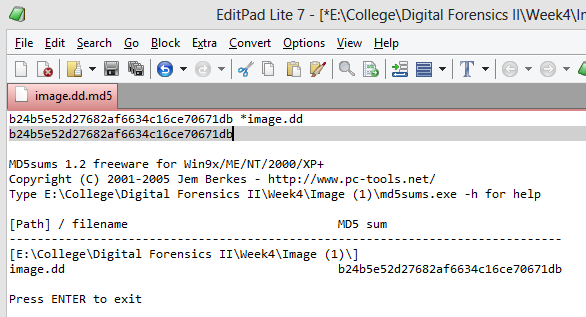 EditPad Lite 7 - [*E:\College\Digital Forensics II\Week4\I
File Edit Search Go Block Extra Convert Options View Help
image.dd.md5
b24b5e52d27682af6634c16ce70671db *image.dd
b24b5e52d27682af6634c16ce70671db
MD5sums 1.2 freeware for Win9x/ME/NT/2000/XP+
Copyright (C) 2001-2005 Jem Berkes - http://www.pc-tools.net/
Type E:\College\Digital Forensics II\Week4\Image (1)\md5sums.exe -h for help
[Path] / filename MD5 sum
-------------------------------------------------------------------------------
[E:\College\Digital Forensics II\Week4\Image (1)\]
image.dd b24b5e52d27682af6634c16ce70671db
Press ENTER to exit